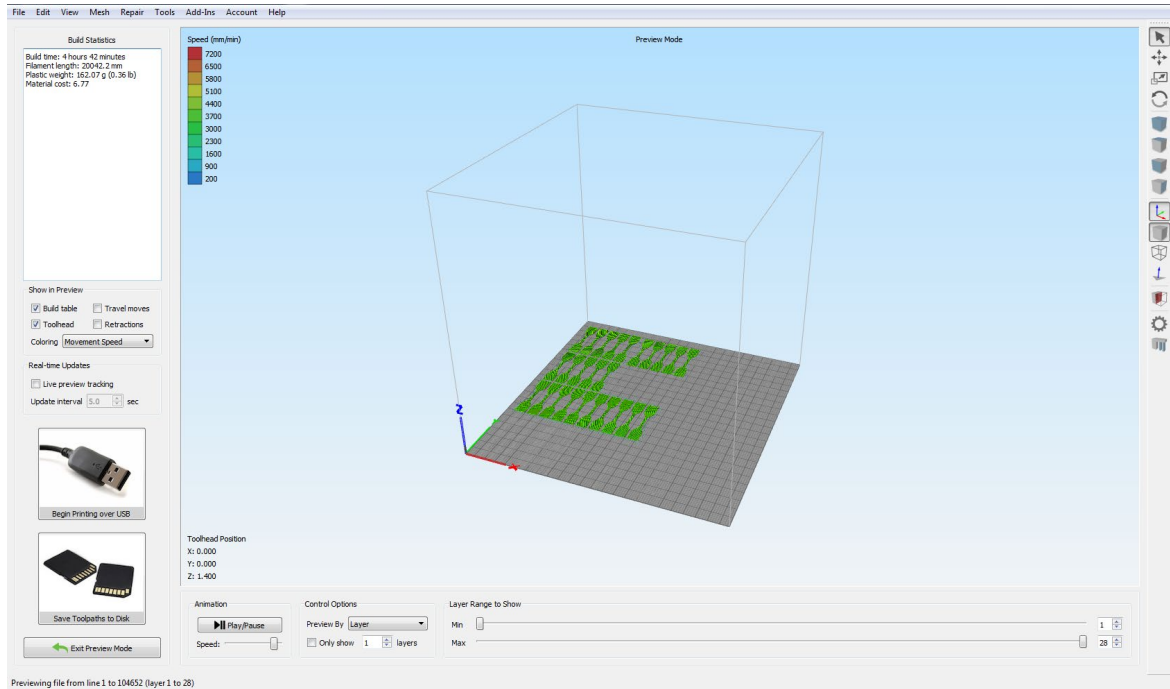 File Edit View Mesh Repair Tools Add-Ins Account Help
Build Statistics
Build time: 4 hours 42 minutes
Filament length: 20042.2 mm
Plastic weight: 162.07 g (0.36 lb)
Material cost: 6.77
Speed (mm/min)
7200
6500
5800
5100
4400
3700
3000
2300
1600
900
200
Preview Mode
Show in Preview
Build table Travel moves
Toolhead Retractions
Coloring Movement Speed
Real-time Updates
Live preview tracking
Update interval 5.0 sec
Begin Printing over USB
Save Toolpaths to Disk
Exit Preview Mode
Z
X
Toolhead Position
X: 0.000
Y: 0.000
Z: 1.400
Animation
Play/Pause
Speed:
Control Options
Preview By Layer
Only show 1 layers
Layer Range to Show
Min 1
Max 28
Previewing file from line 1 to 104652 (layer 1 to 28)